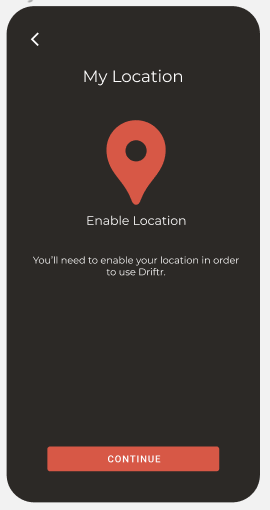 My Location
Enable Location
You'll need to enable your location in order
to use Driftr.
CONTINUE